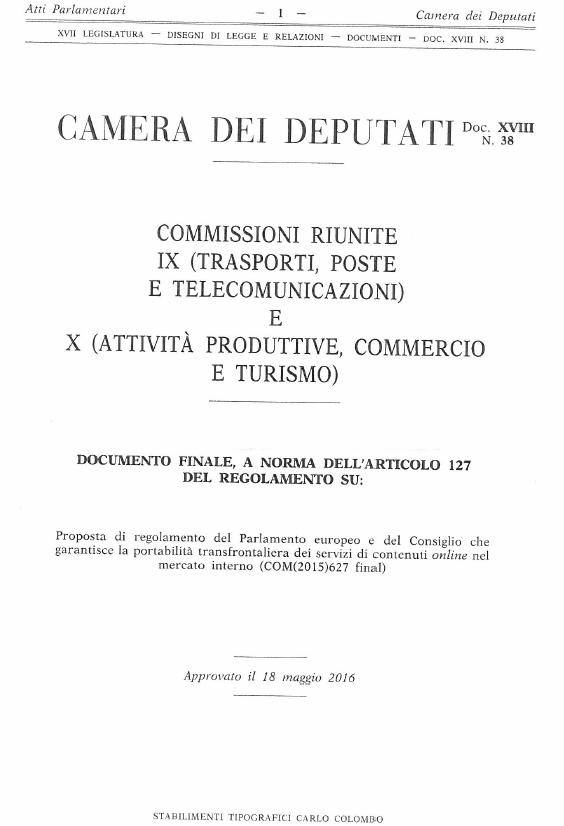 Atti Parlamentari — 1 — Camera dei Deputati
XVII LEGISLATURA — DISEGNI DI LEGGE E RELAZIONI — DOCUMENTI — DOC. XVIII N. 38
CAMERA DEI DEPUTATI Doc. XVIII
N. 38
COMMISSIONI RIUNITE
IX (TRASPORTI, POSTE
E TELECOMUNICAZIONI)
E
X (ATTIVITÀ PRODUTTIVE, COMMERCIO
E TURISMO)
DOCUMENTO FINALE, A NORMA DELL'ARTICOLO 127
DEL REGOLAMENTO SU:
Proposta di regolamento del Parlamento europeo e del Consiglio che
garantisce la portabilità transfrontaliera dei servizi di contenuti online nel
mercato interno (COM(2015)627 final)
Approvato il 18 maggio 2016
STABILIMENTI TIPOGRAFICI CARLO COLOMBO